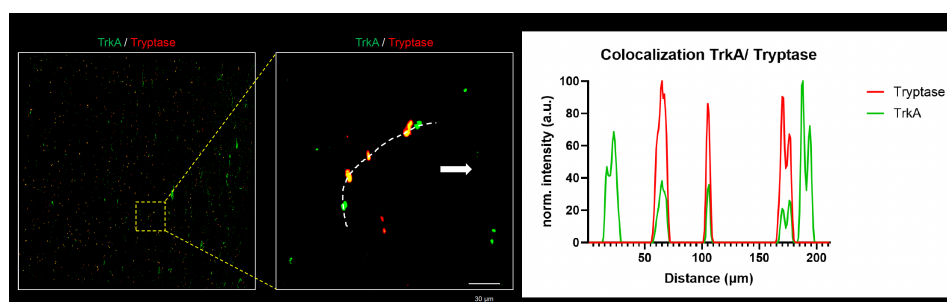 TrkA / Tryptase
TrkA / Tryptase
30 µm
Colocalization TrkA/ Tryptase
norm. intensity (a.u.)
100
80
60
40
20
0
50
100
150
200
Distance (µm)
Tryptase
TrkA